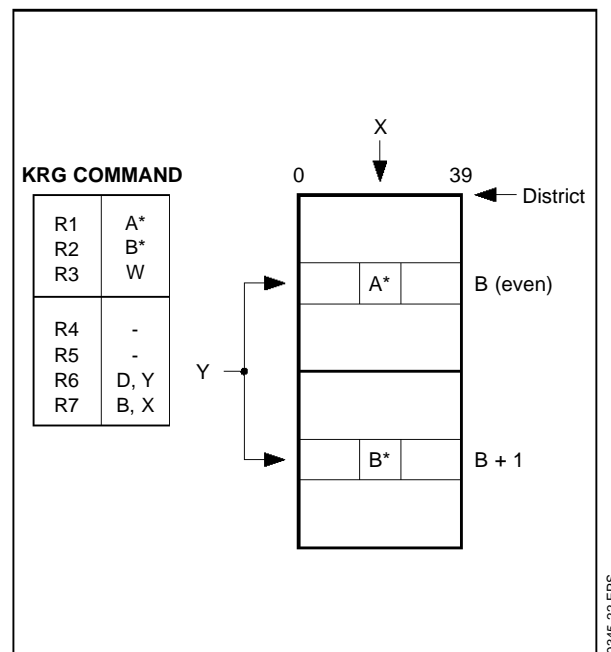 X
0 39
District
KRG COMMAND
R1 A*
R2 B*
R3 W
R4 -
R5 -
R6 D, Y
R7 B, X
A* B (even)
Y
B* B + 1